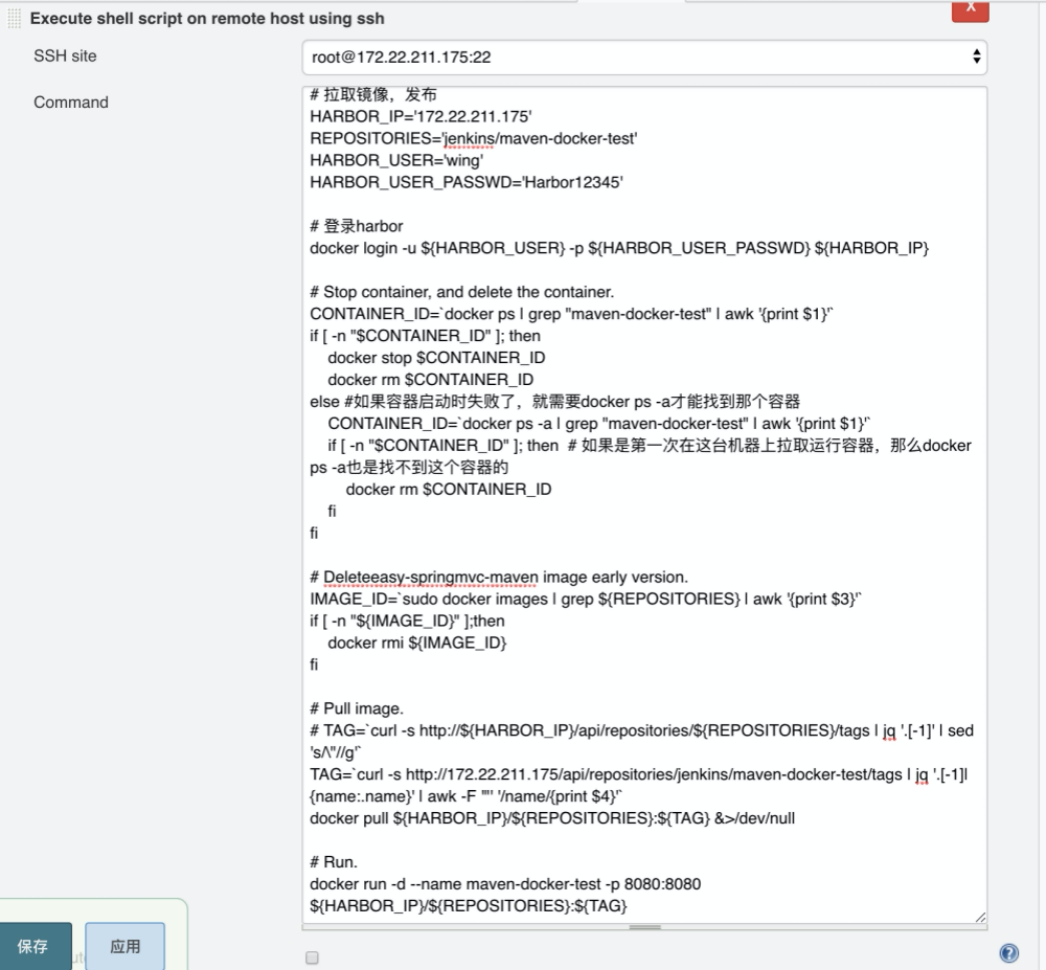 Execute shell script on remote host using ssh
X
SSH site
root@172.22.211.175:22
Command
# 拉取镜像，发布
HARBOR_IP='172.22.211.175'
REPOSITORIES='jenkins/maven-docker-test'
HARBOR_USER='wing'
HARBOR_USER_PASSWD='Harbor12345'
# 登录harbor
docker login -u ${HARBOR_USER} -p ${HARBOR_USER_PASSWD} ${HARBOR_IP}
# Stop container, and delete the container.
CONTAINER_ID=`docker ps | grep "maven-docker-test" | awk '{print $1}'`
if [ -n "$CONTAINER_ID" ]; then
docker stop $CONTAINER_ID
docker rm $CONTAINER_ID
else #如果容器启动时失败了，就需要docker ps -a才能找到那个容器
CONTAINER_ID=`docker ps -a | grep "maven-docker-test" | awk '{print $1}'`
if [ -n "$CONTAINER_ID" ]; then # 如果是第一次在这台机器上拉取运行容器，那么docker
ps -a也是找不到这个容器的
docker rm $CONTAINER_ID
fi
fi
# Deleteeasy-springmvc-maven image early version.
IMAGE_ID=`sudo docker images | grep ${REPOSITORIES} | awk '{print $3}'`
if [ -n "${IMAGE_ID}" ];then
docker rmi ${IMAGE_ID}
fi
# Pull image.
# TAG=`curl -s http://${HARBOR_IP}/api/repositories/${REPOSITORIES}/tags | jq '.[-1]' | sed
's/\"//g'`
TAG=`curl -s http://172.22.211.175/api/repositories/jenkins/maven-docker-test/tags | jq '.[-1]|
{name:.name}' | awk -F '"' '/name/{print $4}'`
docker pull ${HARBOR_IP}/${REPOSITORIES}:${TAG} &>/dev/null
# Run.
docker run -d --name maven-docker-test -p 8080:8080
${HARBOR_IP}/${REPOSITORIES}:${TAG}
保存
应用